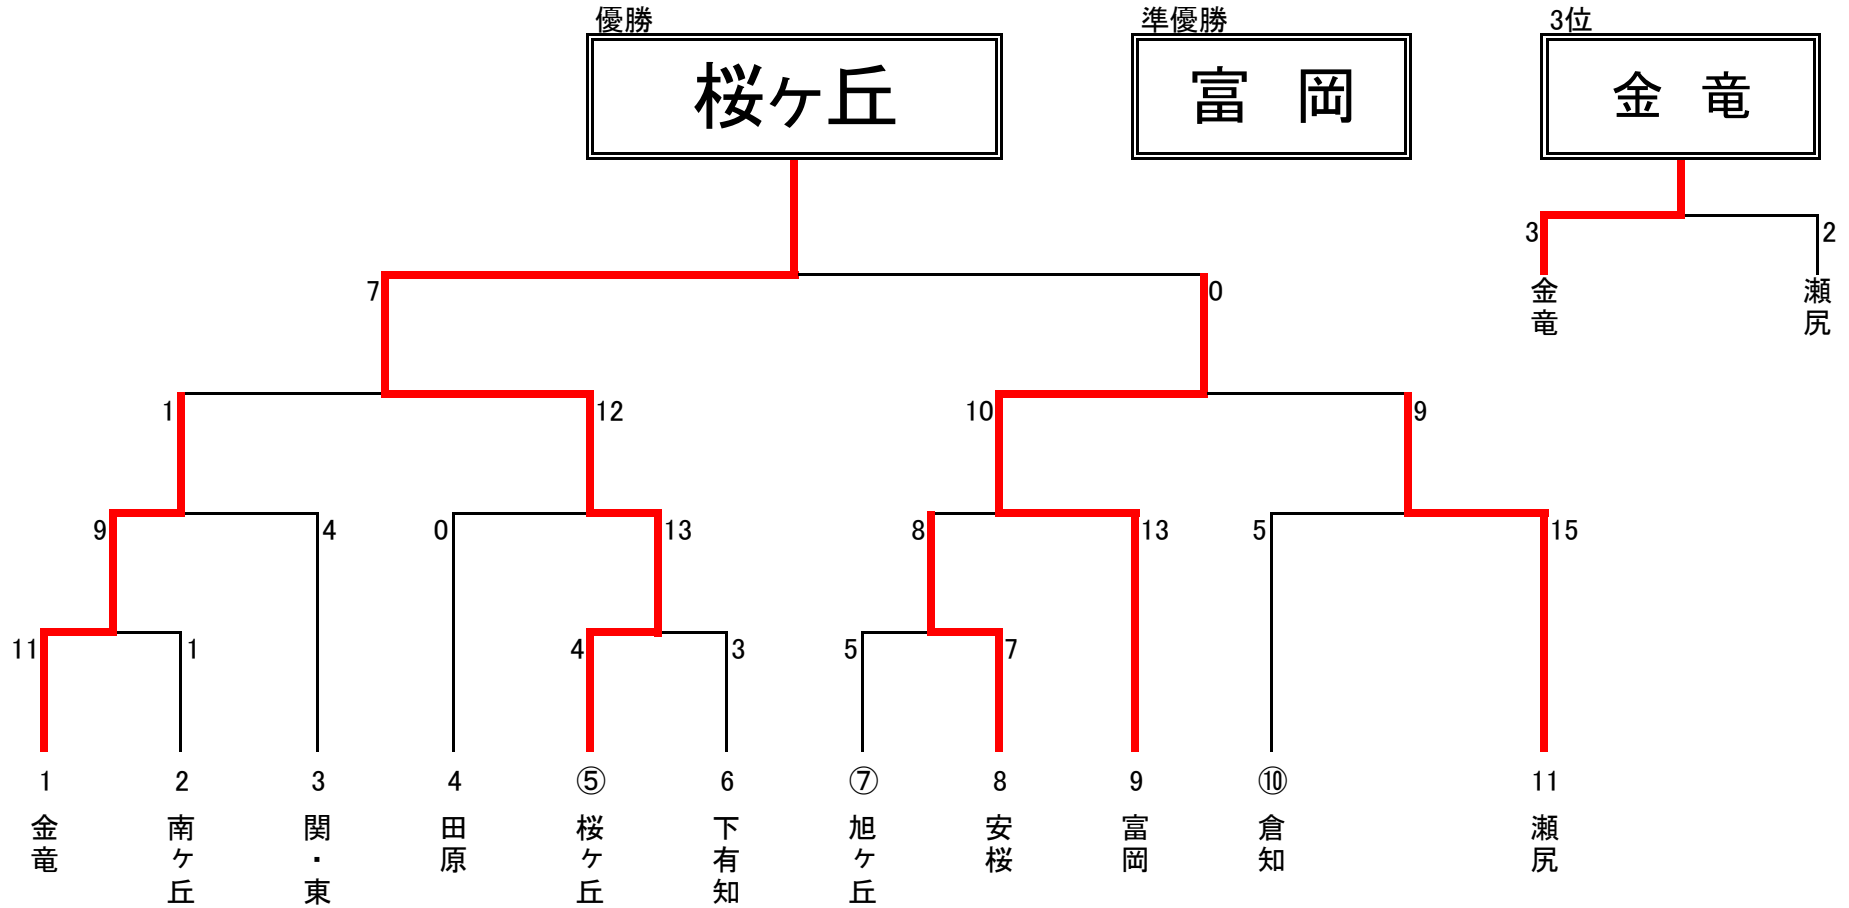 優勝 準優勝 3位
桜ヶ丘 富 岡 金 竜
3 2
7 0
金竜 瀬尻
1 12 10 9
9 4 0 13 8 13 5 15
11 1 4 3 5 7
1 2 3 4 ⑤ 6 ⑦ 8 9 ⑩ 11
金竜
南ヶ丘
関・東
田原
桜ヶ丘
下有知
旭ヶ丘
安桜
富岡
倉知
瀬尻